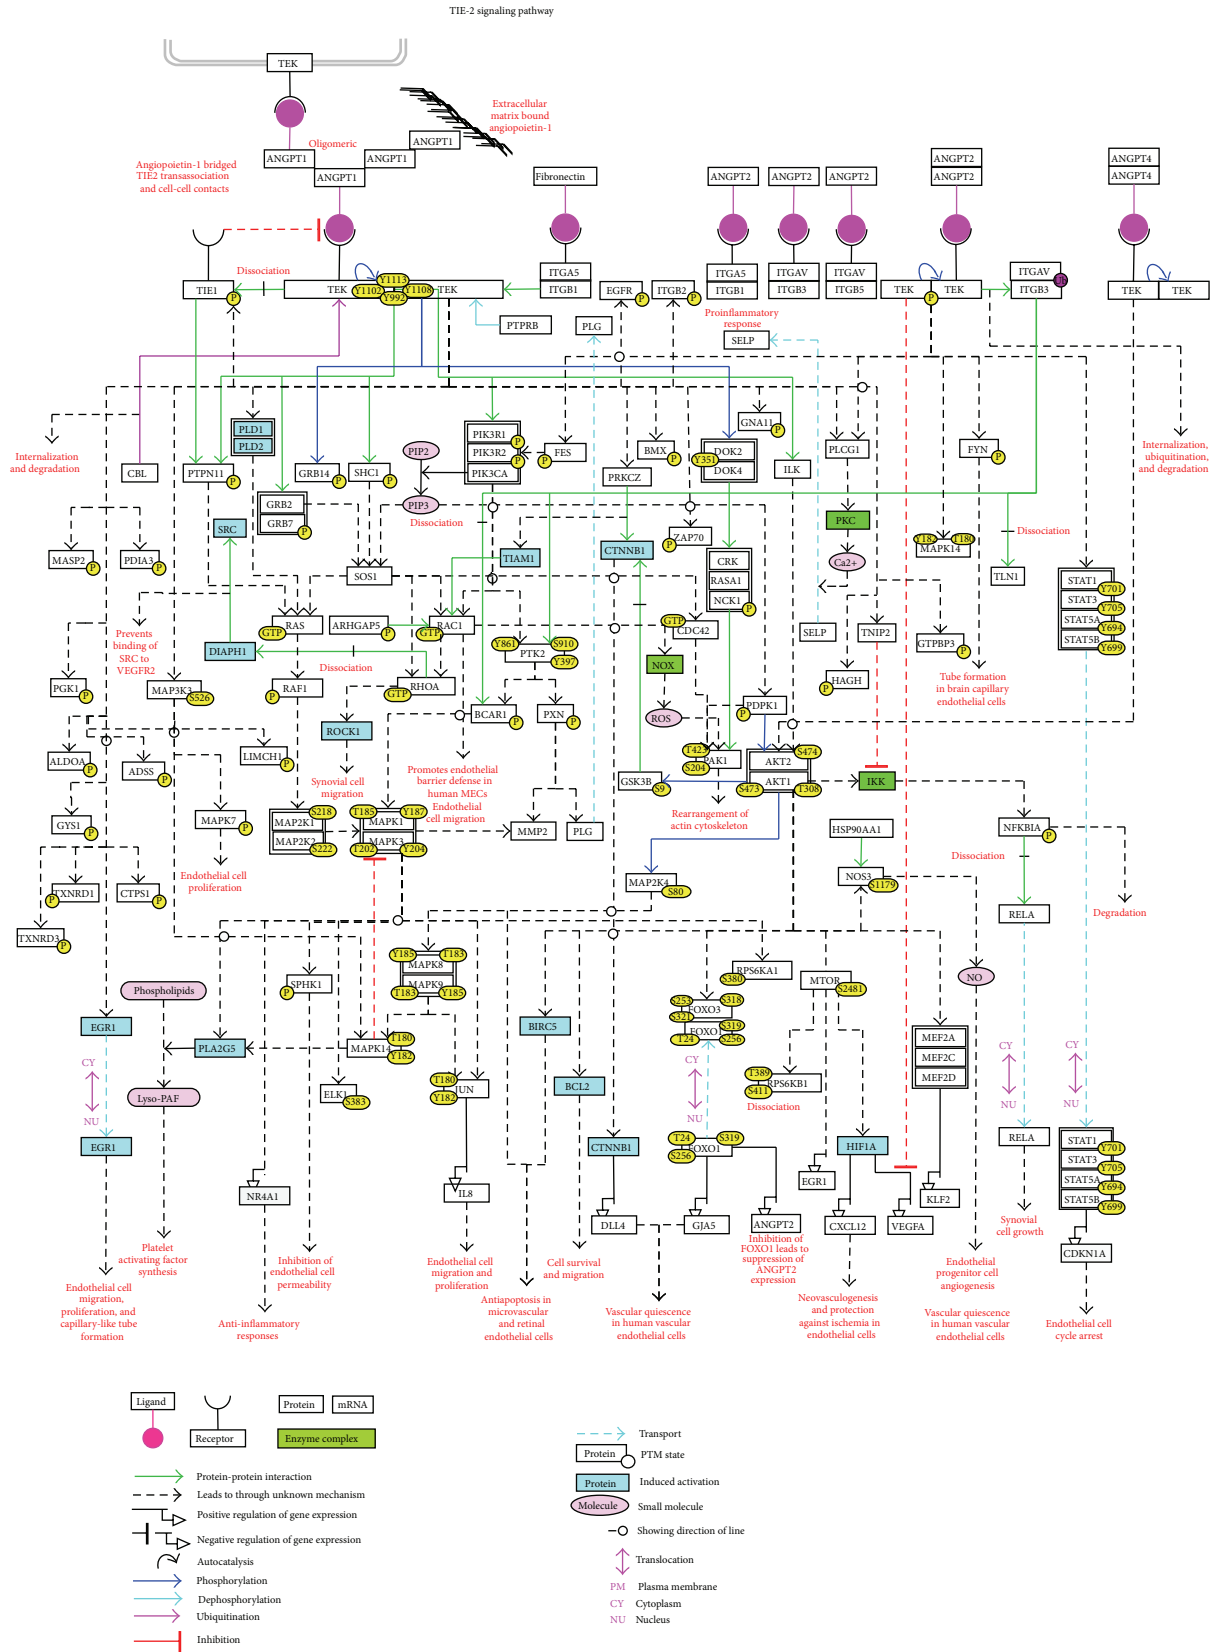 TIE-2 signaling pathway
TEK
Extracellular
matrix bound
angiopoietin-1
Oligomeric
ANGPT1
ANGPT1
ANGPT1
ANGPT1
Angiopoietin-1 bridged
TIE2 transassociation
and cell-cell contacts
Fibronectin
ANGPT2
ANGPT2
ANGPT2
ANGPT2
ANGPT2
ANGPT4
ANGPT4
Dissociation
TIE1
P
TEK
TEK
Y1113
Y1102
Y1108
Y992
ITGA5
ITGB1
EGFR
P
ITGB2
P
ITGA5
ITGB1
ITGAV
ITGB3
ITGAV
ITGB5
TEK
TEK
P
ITGAV
ITGB3
Ub
TEK
TEK
PTPRB
PLG
Proinflammatory
response
SELP
Internalization
and degradation
CBL
PTPN11
P
PLD1
PLD2
GRB14
P
SHC1
P
PIP2
PIP3
Dissociation
PIK3R1
P
PIK3R2
P
PIK3CA
FES
P
PRKCZ
BMX
P
DOK2
DOK4
Y351
GNA11
P
ILK
PLCG1
FYN
P
Internalization,
ubiquitination,
and degradation
GRB2
GRB7
P
SRC
MASP2
P
PDIA3
P
SOS1
TIAM1
CTNNB1
ZAP70
P
CRK
RASA1
NCK1
P
PKC
Ca2+
Y182
T180
MAPK14
Dissociation
TLN1
STAT1
Y701
STAT3
Y705
STAT5A
Y694
STAT5B
Y699
Prevents
binding of
SRC to
VEGFR2
RAS
GTP
ARHGAP5
P
RAC1
GTP
GTP
CDC42
SELP
TNIP2
GTPBP3
P
DIAPH1
Dissociation
Y861
S910
PTK2
Y397
NOX
HAGH
P
Tube formation
in brain capillary
endothelial cells
PGK1
P
MAP3K3
S526
RAF1
P
RHOA
GTP
BCAR1
P
PXN
P
ROS
PDPK1
P
ROCK1
ALDOA
P
ADSS
P
LIMCH1
P
Synovial cell
migration
Promotes endothelial
barrier defense in
human MECs
Endothelial
cell migration
GSK3B
S9
T423
S204
PAK1
AKT2
S474
AKT1
S473
T308
IKK
Rearrangement of
actin cytoskeleton
GYS1
P
MAPK7
P
MAP2K1
S218
MAP2K2
S222
T185
Y187
MAPK1
MAPK3
T202
Y204
MMP2
PLG
HSP90AA1
NFKBIA
P
Dissociation
Endothelial cell
proliferation
TXNRD1
P
CTPS1
P
MAP2K4
S80
NOS3
S1179
RELA
Degradation
TXNRD3
P
Phospholipids
SPHK1
P
Y185
T183
MAPK8
MAPK9
T183
Y185
RPS6KA1
S380
MTOR
S2481
NO
S253
S318
FOXO3
S321
S319
FOXO1
T24
S256
EGR1
PLA2G5
MAPK14
T180
Y182
BIRC5
MEF2A
MEF2C
MEF2D
CY
NU
Lyso-PAF
ELK1
S383
T180
JUN
Y182
BCL2
CY
NU
T389
S411
RPS6KB1
Dissociation
CY
NU
CY
NU
EGR1
CTNNB1
T24
S319
S256
FOXO1
HIF1A
RELA
STAT1
Y701
STAT3
Y705
STAT5A
Y694
STAT5B
Y699
NR4A1
IL8
EGR1
KLF2
DLL4
GJA5
ANGPT2
CXCL12
VEGFA
CDKN1A
Synovial
cell growth
Platelet
activating factor
synthesis
Inhibition of
endothelial cell
permeability
Endothelial cell
migration and
proliferation
Cell survival
and migration
Inhibition of
FOXO1 leads to
suppression of
ANGPT2
expression
Endothelial
progenitor cell
angiogenesis
Endothelial cell
migration,
proliferation, and
capillary-like tube
formation
Anti-inflammatory
responses
Antiapoptosis in
microvascular
and retinal
endothelial cells
Vascular quiescence
in human vascular
endothelial cells
Neovasculogenesis
and protection
against ischemia in
endothelial cells
Vascular quiescence
in human vascular
endothelial cells
Endothelial cell
cycle arrest
Ligand
Receptor
Protein
mRNA
Enzyme complex
Protein-protein interaction
Leads to through unknown mechanism
Positive regulation of gene expression
Negative regulation of gene expression
Autocatalysis
Phosphorylation
Dephosphorylation
Ubiquitination
Inhibition
Transport
Protein
PTM state
Protein
Induced activation
Molecule
Small molecule
Showing direction of line
Translocation
PM Plasma membrane
CY Cytoplasm
NU Nucleus